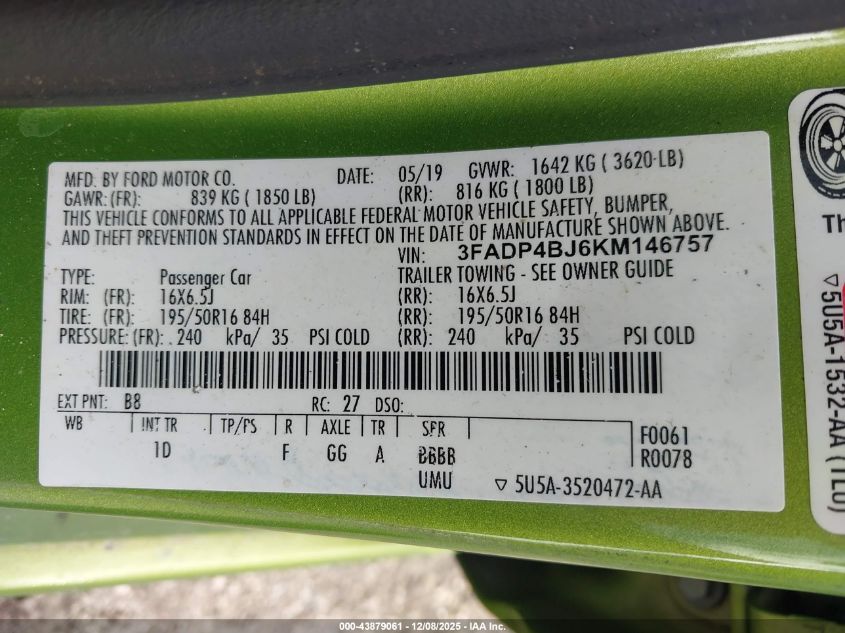 MFD. BY FORD MOTOR CO. DATE: 05/19 GVWR: 1642 KG ( 3620 LB)
GAWR: (FR): 839 KG ( 1850 LB) (RR): 816 KG ( 1800 LB)
THIS VEHICLE CONFORMS TO ALL APPLICABLE FEDERAL MOTOR VEHICLE SAFETY, BUMPER,
AND THEFT PREVENTION STANDARDS IN EFFECT ON THE DATE OF MANUFACTURE SHOWN ABOVE.
VIN: 3FADP4BJ6KM146757
TYPE: Passenger Car TRAILER TOWING - SEE OWNER GUIDE
RIM: (FR): 16X6.5J (RR): 16X6.5J
TIRE: (FR): 195/50R16 84H (RR): 195/50R16 84H
PRESSURE: (FR): 240 kPa/ 35 PSI COLD (RR): 240 kPa/ 35 PSI COLD
EXT PNT: B8 RC: 27 DSO:
WB INT TR TP/PS R AXLE TR SPR
1D F GG A BBBB
UMU
F0061
R0078
▽ 5U5A-3520472-AA
Th
▽5U5A-1532-AA (TL0)
000-43879061 - 12/08/2025 - IAA Inc.